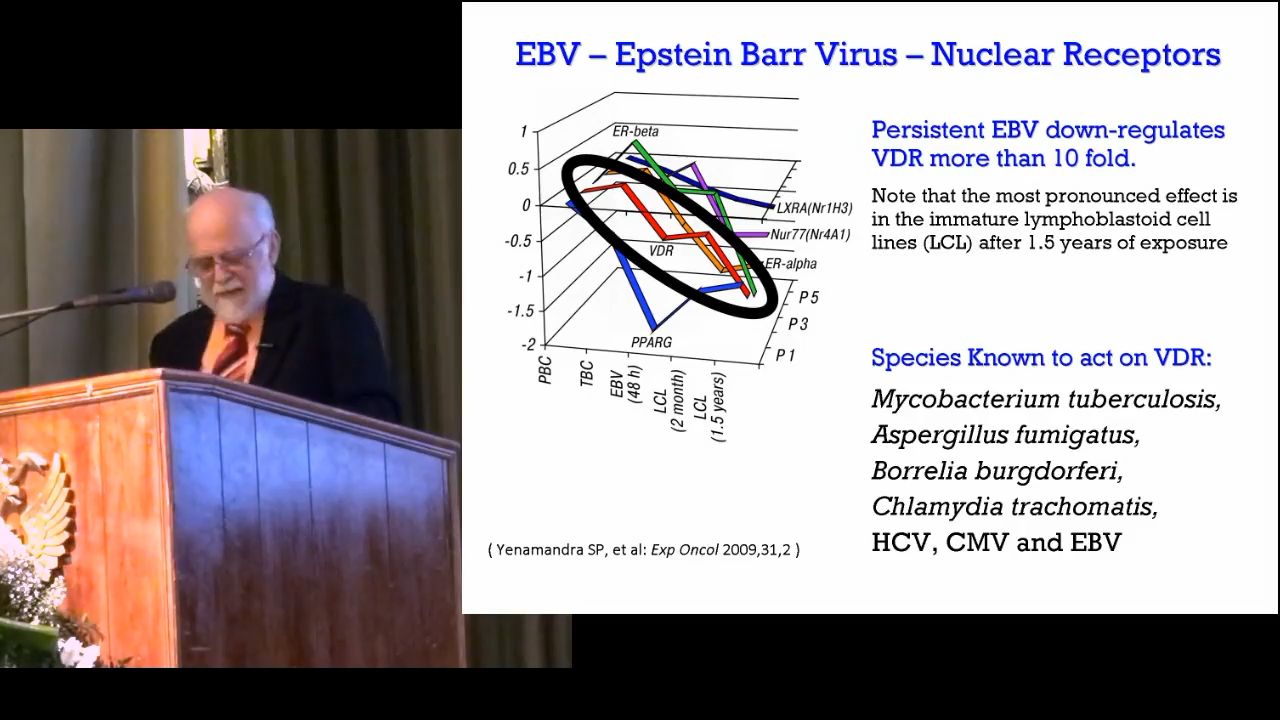 EBV – Epstein Barr Virus – Nuclear Receptors
1
0.5
0
-0.5
-1
-1.5
-2
ER-beta
VDR
PPARG
LXRA(Nr1H3)
Nur77(Nr4A1)
ER-alpha
P 5
P 3
P 1
PBC
TBC
EBV
(48 h)
LCL
(2 month)
LCL
(1.5 years)
( Yenamandra SP, et al: Exp Oncol 2009,31,2 )
Persistent EBV down-regulates
VDR more than 10 fold.
Note that the most pronounced effect is
in the immature lymphoblastoid cell
lines (LCL) after 1.5 years of exposure
Species Known to act on VDR:
Mycobacterium tuberculosis,
Aspergillus fumigatus,
Borrelia burgdorferi,
Chlamydia trachomatis,
HCV, CMV and EBV